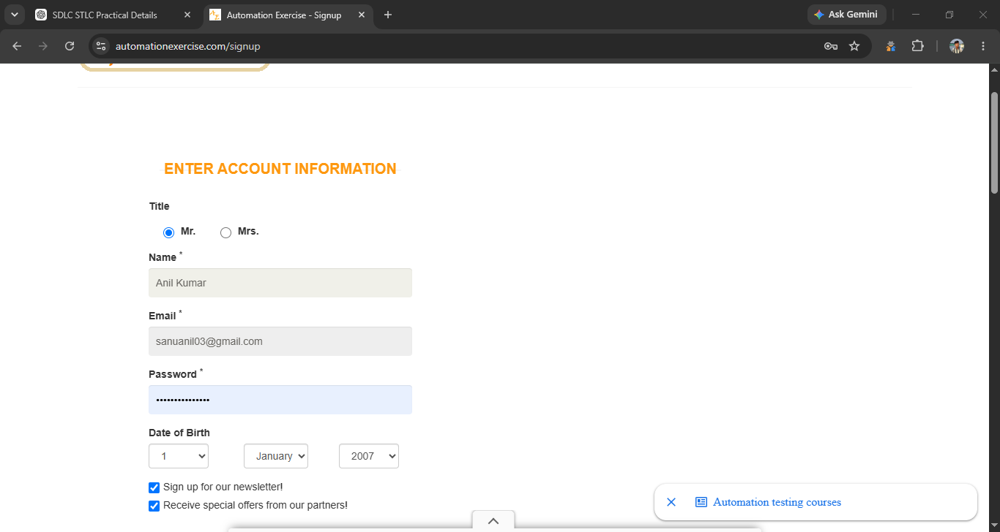 SDLC STLC Practical Details
Automation Exercise - Signup
Ask Gemini
automationexercise.com/signup
ENTER ACCOUNT INFORMATION
Title
Mr. Mrs.
Name *
Anil Kumar
Email *
sanuanil03@gmail.com
Password *
•••••••••••••••
Date of Birth
1 January 2007
Sign up for our newsletter!
Receive special offers from our partners!
Automation testing courses